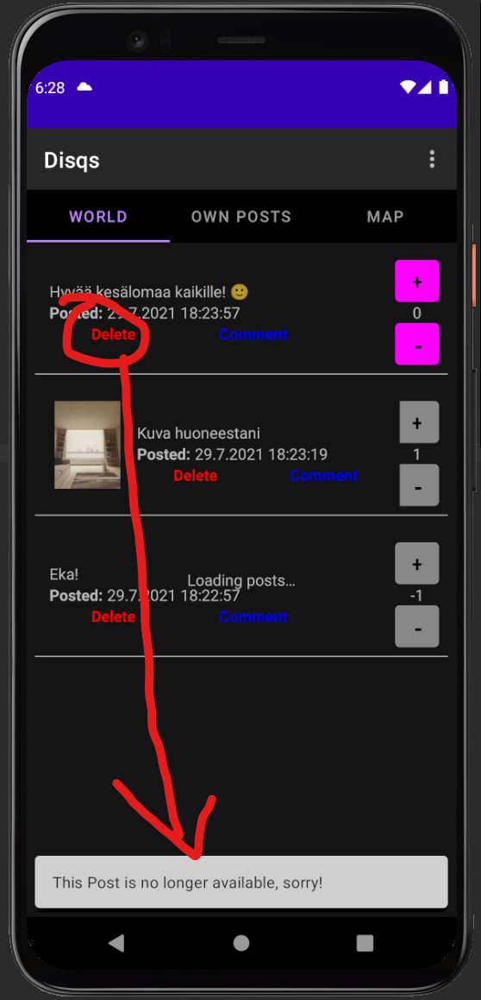 6:28
Disqs
WORLD OWN POSTS MAP
Hyvää kesälomaa kaikille! 🙂
+
Posted: 29.7.2021 18:23:57
0
Delete Comment
-
Kuva huoneestani
+
Posted: 29.7.2021 18:23:19
1
Delete Comment
-
Eka!
+
Loading posts...
Posted: 29.7.2021 18:22:57
-1
Delete Comment
-
This Post is no longer available, sorry!